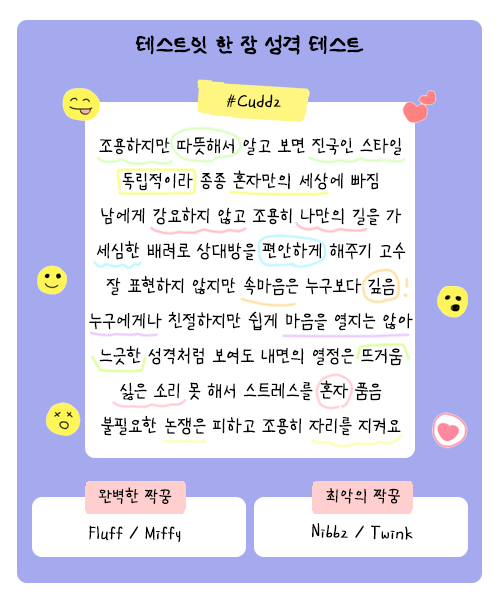 테스트잇 한 장 성격 테스트
#Cuddz
조용하지만 따뜻해서 알고 보면 진국인 스타일
독립적이라 종종 혼자만의 세상에 빠짐
남에게 강요하지 않고 조용히 나만의 길을 가
세심한 배려로 상대방을 편안하게 해주기 고수
잘 표현하지 않지만 속마음은 누구보다 깊음!
누구에게나 친절하지만 쉽게 마음을 열지는 않아
느긋한 성격처럼 보여도 내면의 열정은 뜨거움
싫은 소리 못 해서 스트레스를 혼자 품음
불필요한 논쟁은 피하고 조용히 자리를 지켜요
완벽한 짝꿍
Fluff / Miffy
최악의 짝꿍
Nibbz / Twink